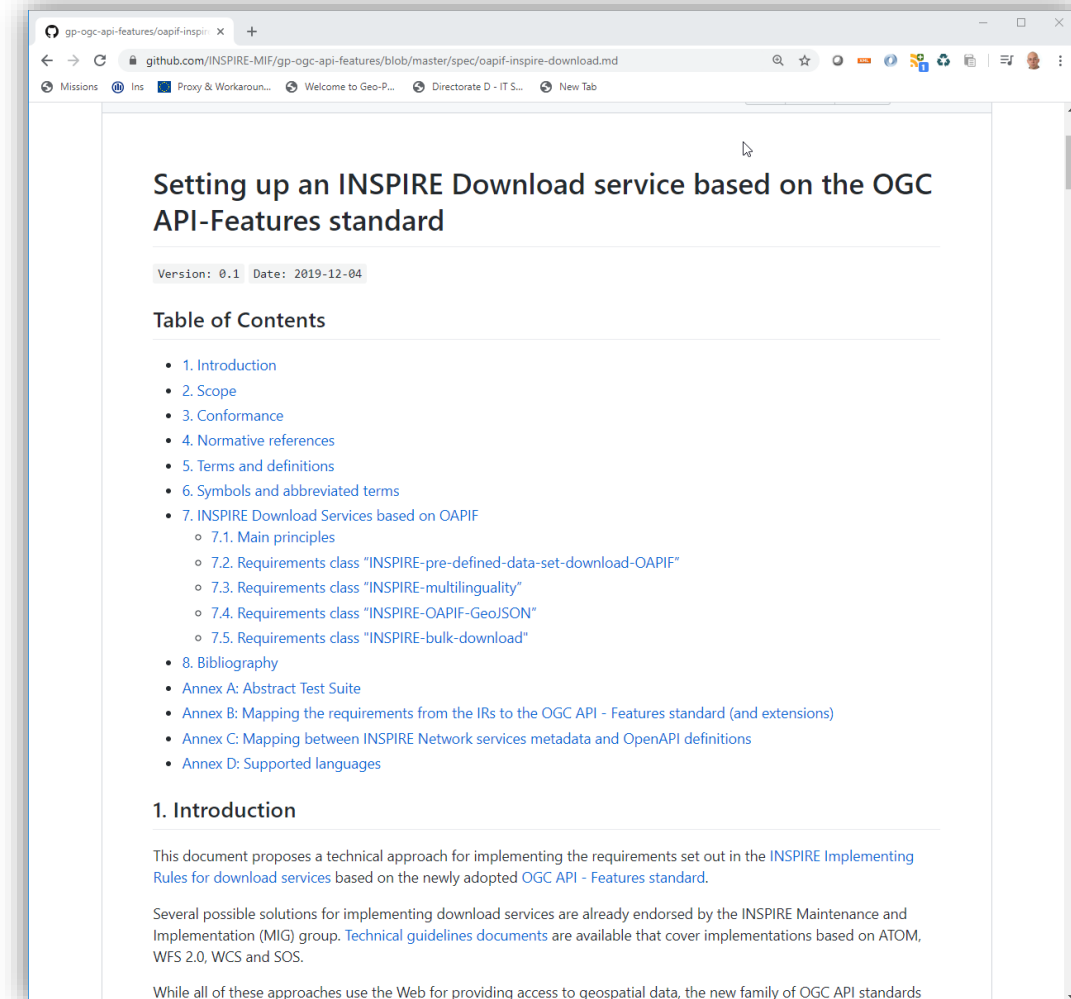 gp-ogc-api-features/oapif-inspir
github.com/INSPIRE-MIF/gp-ogc-api-features/blob/master/spec/oapif-inspire-download.md
Missions Ins Proxy & Workaroun... Welcome to Geo-P... Directorate D - IT S... New Tab
Setting up an INSPIRE Download service based on the OGC
API-Features standard
Version: 0.1 Date: 2019-12-04
Table of Contents
1. Introduction
2. Scope
3. Conformance
4. Normative references
5. Terms and definitions
6. Symbols and abbreviated terms
7. INSPIRE Download Services based on OAPIF
7.1. Main principles
7.2. Requirements class “INSPIRE-pre-defined-data-set-download-OAPIF”
7.3. Requirements class “INSPIRE-multilinguality”
7.4. Requirements class “INSPIRE-OAPIF-GeoJSON”
7.5. Requirements class "INSPIRE-bulk-download"
8. Bibliography
Annex A: Abstract Test Suite
Annex B: Mapping the requirements from the IRs to the OGC API - Features standard (and extensions)
Annex C: Mapping between INSPIRE Network services metadata and OpenAPI definitions
Annex D: Supported languages
1. Introduction
This document proposes a technical approach for implementing the requirements set out in the INSPIRE Implementing
Rules for download services based on the newly adopted OGC API - Features standard.
Several possible solutions for implementing download services are already endorsed by the INSPIRE Maintenance and
Implementation (MIG) group. Technical guidelines documents are available that cover implementations based on ATOM,
WFS 2.0, WCS and SOS.
While all of these approaches use the Web for providing access to geospatial data, the new family of OGC API standards